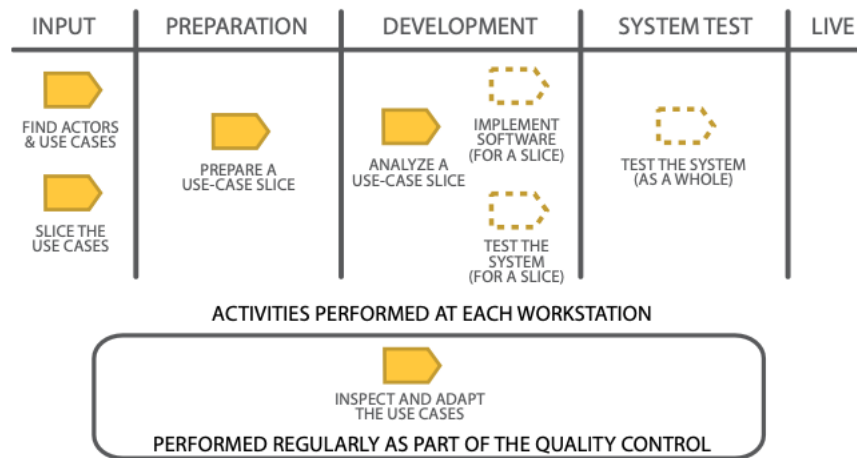 INPUT
PREPARATION
DEVELOPMENT
SYSTEM TEST
LIVE
FIND ACTORS
& USE CASES
SLICE THE
USE CASES
PREPARE A
USE-CASE SLICE
ANALYZE A
USE-CASE SLICE
IMPLEMENT
SOFTWARE
(FOR A SLICE)
TEST THE
SYSTEM
(FOR A SLICE)
TEST THE SYSTEM
(AS A WHOLE)
ACTIVITIES PERFORMED AT EACH WORKSTATION
INSPECT AND ADAPT
THE USE CASES
PERFORMED REGULARLY AS PART OF THE QUALITY CONTROL